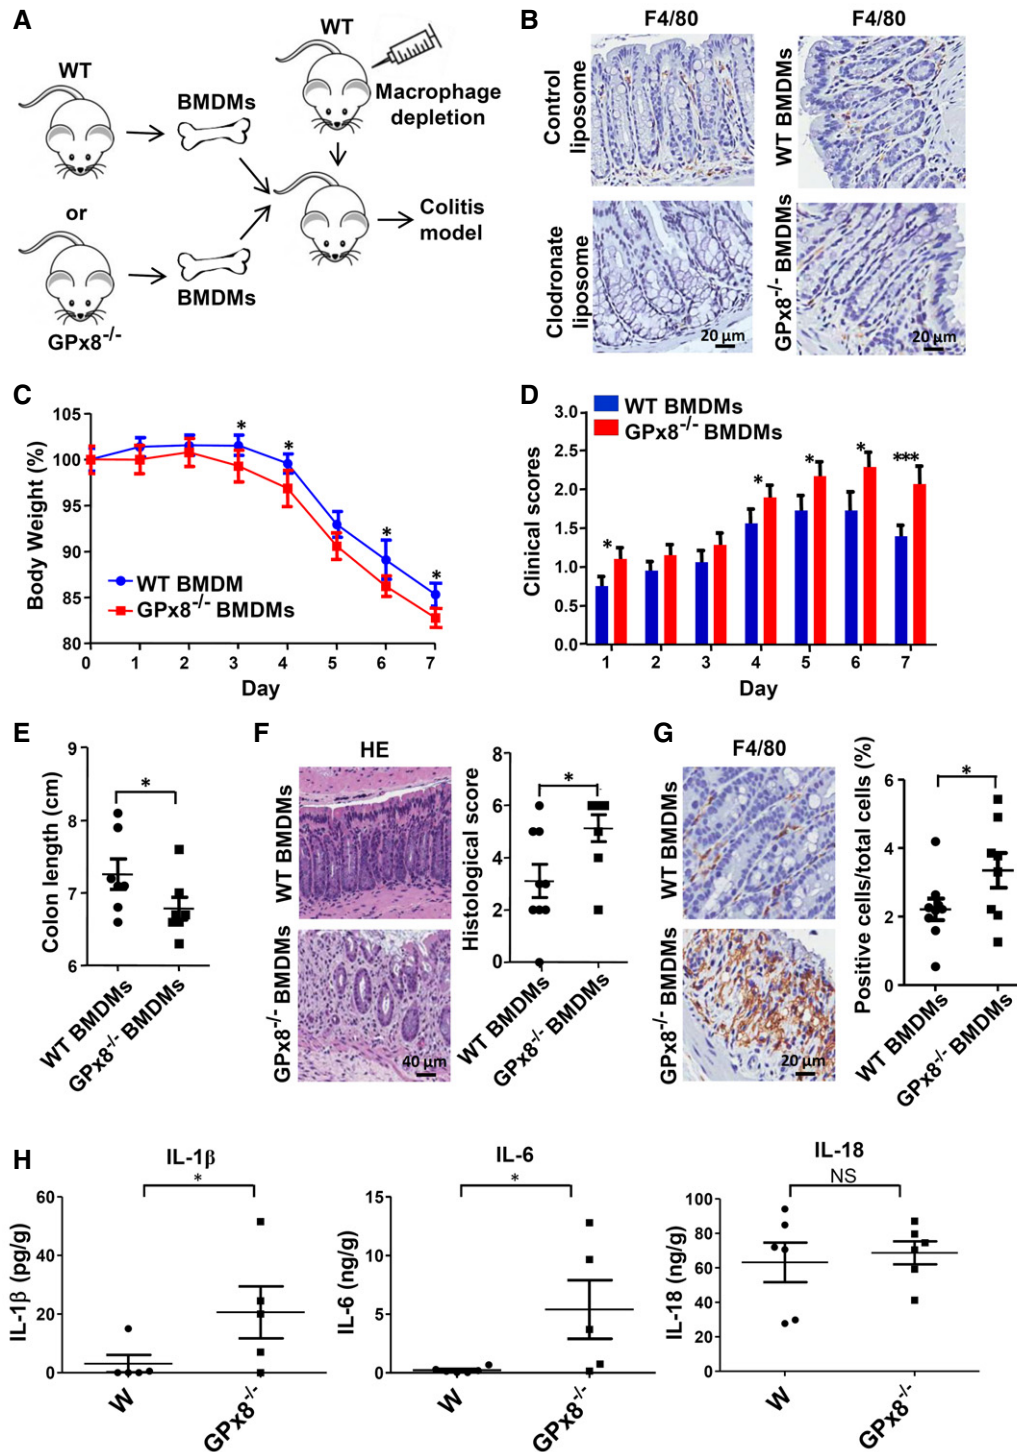 A
WT
WT
BMDMs
Macrophage
depletion
or
Colitis
model
BMDMs
GPx8-/-
B
F4/80
F4/80
Control
liposome
WT BMDMs
Clodronate
liposome
GPx8-/- BMDMs
20 µm
20 µm
C
105
100
95
90
85
80
Body Weight (%)
* * * *
WT BMDM
GPx8-/- BMDMs
0 1 2 3 4 5 6 7
Day
D
3.0
2.5
2.0
1.5
1.0
0.5
0.0
Clinical scores
WT BMDMs
GPx8-/- BMDMs
* * * * ***
1 2 3 4 5 6 7
Day
E
9
8
7
6
Colon length (cm)
*
WT BMDMs
GPx8-/- BMDMs
F
HE
WT BMDMs
GPx8-/- BMDMs
40 µm
8
6
4
2
0
Histological score
*
WT BMDMs
GPx8-/- BMDMs
G
F4/80
WT BMDMs
GPx8-/- BMDMs
20 µm
6
4
2
0
Positive cells/total cells (%)
*
WT BMDMs
GPx8-/- BMDMs
H
IL-1β
*
60
40
20
0
IL-1β (pg/g)
W
GPx8-/-
IL-6
*
15
10
5
0
IL-6 (ng/g)
W
GPx8-/-
IL-18
NS
100
80
60
40
20
0
IL-18 (ng/g)
W
GPx8-/-